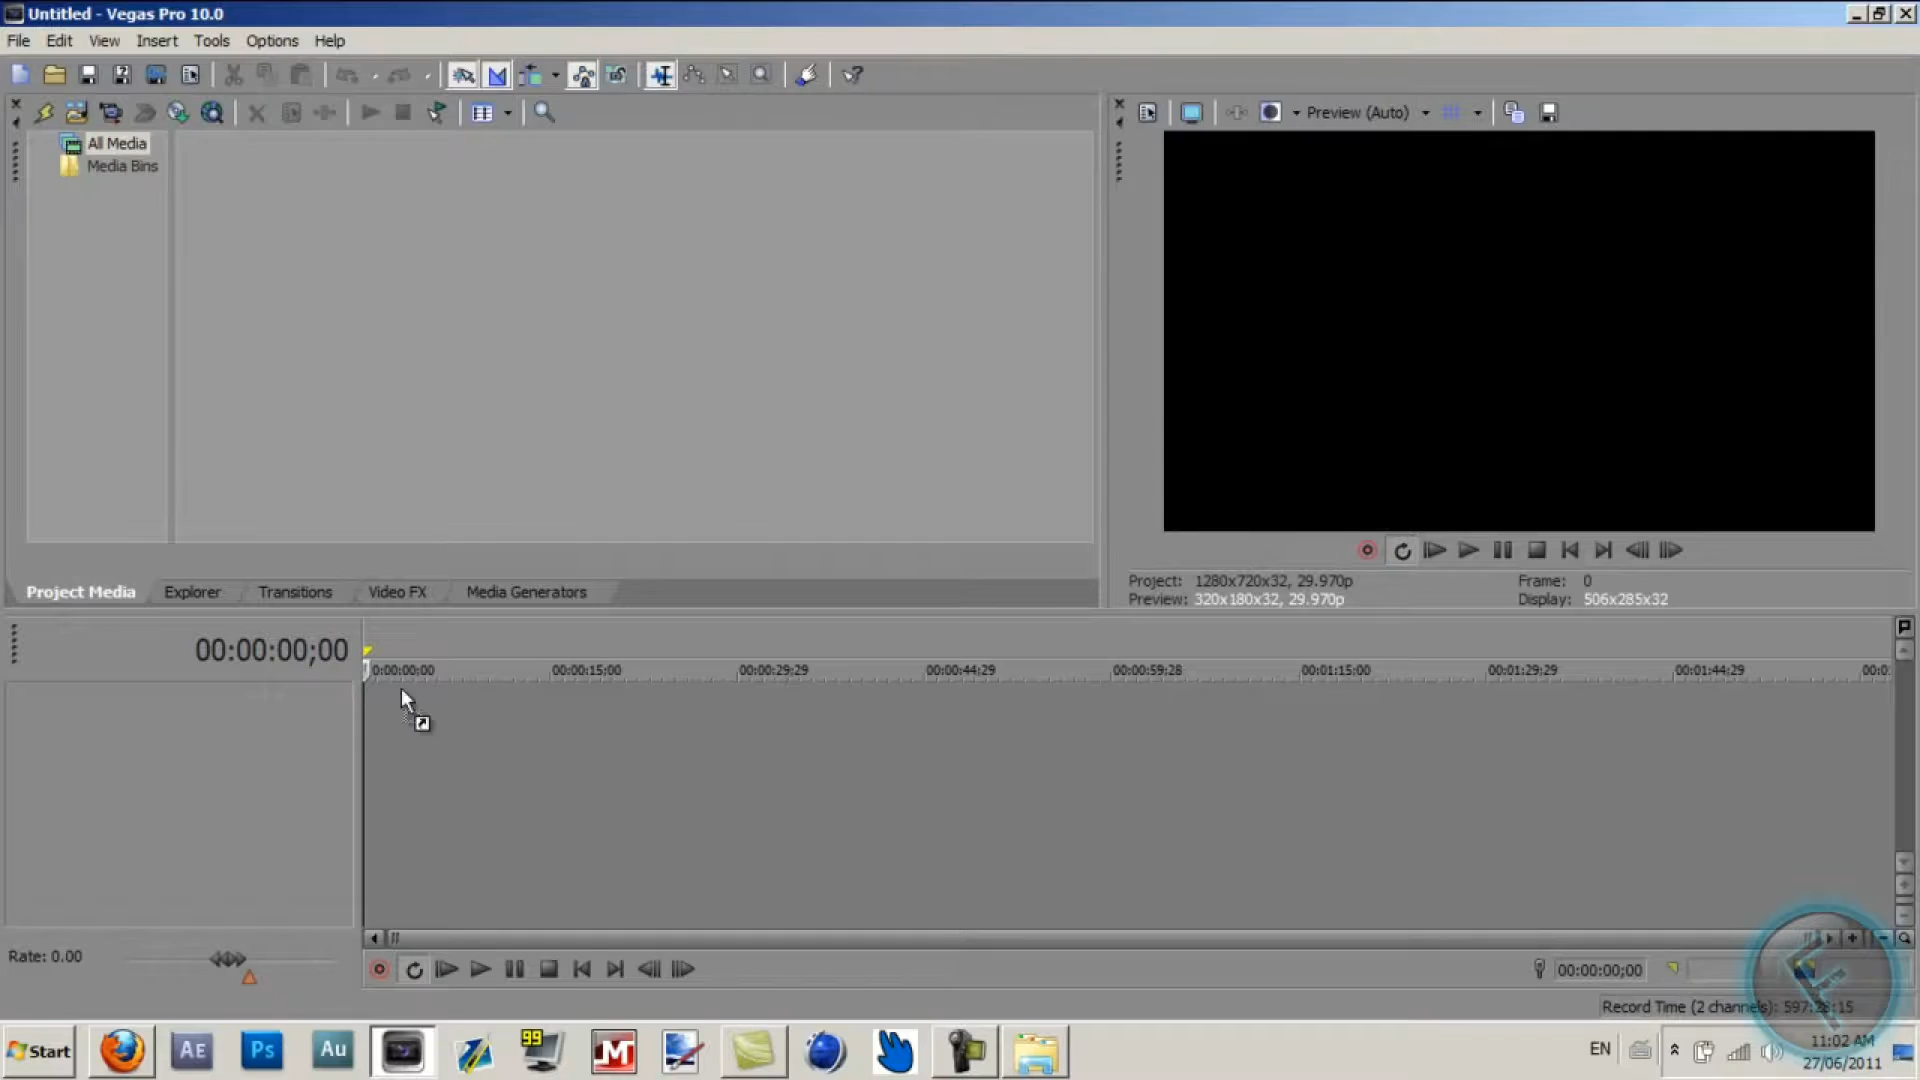 Untitled - Vegas Pro 10.0
File Edit View Insert Tools Options Help
Preview (Auto)
All Media
Media Bins
Project Media Explorer Transitions Video FX Media Generators
Project: 1280x720x32, 29.970p Frame: 0
Preview: 320x180x32, 29.970p Display: 506x285x32
00:00:00;00
0:00:00;00 00:00:15;00 00:00:29;29 00:00:44;29 00:00:59;28 00:01:15;00 00:01:29;29 00:01:44;29 00:0
Rate: 0.00
00:00:00;00
Record Time (2 channels):
Start AE Ps Au 99 M EN 11:02 AM
27/06/2011